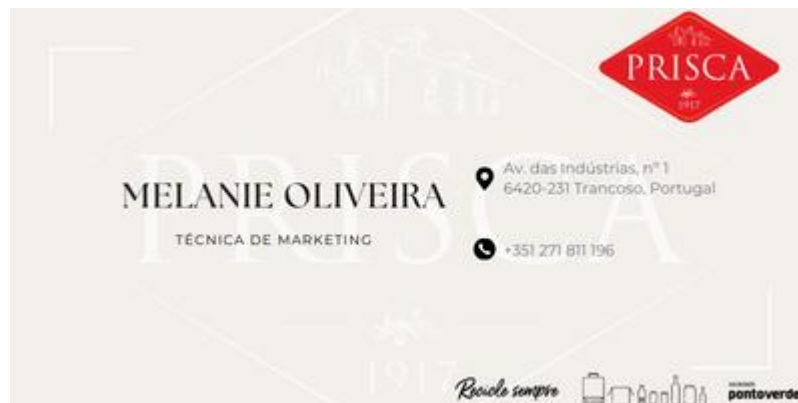 PRISCA
1917
MELANIE OLIVEIRA
TÉCNICA DE MARKETING
Av. das Indústrias, nº 1
6420-231 Trancoso, Portugal
+351 271 811 196
PRISCA
1917
Recicle sempre
sociedade
pontoverde